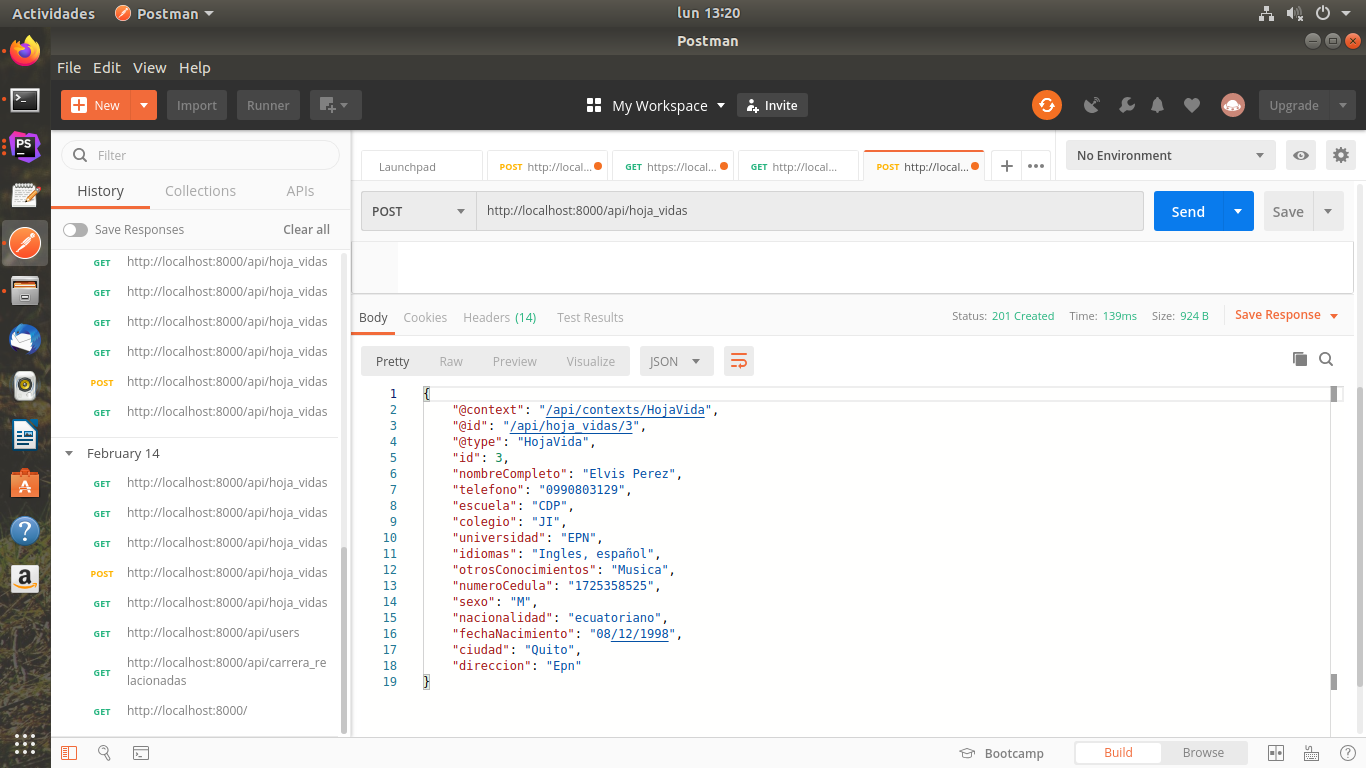 Actividades Postman lun 13:20
Postman
File Edit View Help
New Import Runner My Workspace Invite Upgrade
Filter
History Collections APIs
Save Responses Clear all
GET http://localhost:8000/api/hoja_vidas
GET http://localhost:8000/api/hoja_vidas
GET http://localhost:8000/api/hoja_vidas
GET http://localhost:8000/api/hoja_vidas
POST http://localhost:8000/api/hoja_vidas
GET http://localhost:8000/api/hoja_vidas
February 14
GET http://localhost:8000/api/hoja_vidas
GET http://localhost:8000/api/hoja_vidas
GET http://localhost:8000/api/hoja_vidas
POST http://localhost:8000/api/hoja_vidas
GET http://localhost:8000/api/hoja_vidas
GET http://localhost:8000/api/users
GET http://localhost:8000/api/carrera_re
lacionadas
GET http://localhost:8000/
Launchpad POST http://local... GET https://local... GET http://local... POST http://local... No Environment
POST http://localhost:8000/api/hoja_vidas Send Save
Body Cookies Headers (14) Test Results Status: 201 Created Time: 139ms Size: 924 B Save Response
Pretty Raw Preview Visualize JSON
1 {
2 "@context": "/api/contexts/HojaVida",
3 "@id": "/api/hoja_vidas/3",
4 "@type": "HojaVida",
5 "id": 3,
6 "nombreCompleto": "Elvis Perez",
7 "telefono": "0990803129",
8 "escuela": "CDP",
9 "colegio": "JI",
10 "universidad": "EPN",
11 "idiomas": "Ingles, español",
12 "otrosConocimientos": "Musica",
13 "numeroCedula": "1725358525",
14 "sexo": "M",
15 "nacionalidad": "ecuatoriano",
16 "fechaNacimiento": "08/12/1998",
17 "ciudad": "Quito",
18 "direccion": "Epn"
19 }
Bootcamp Build Browse
PS
a